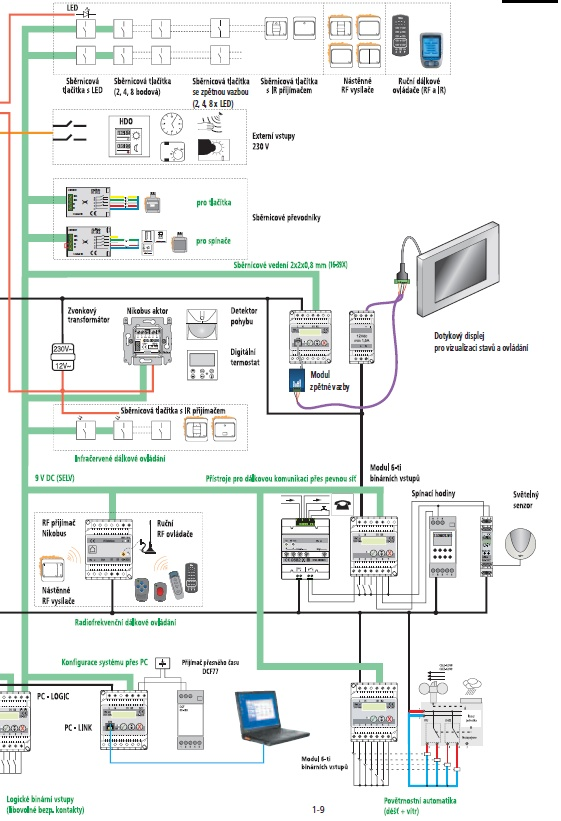 LED
Sběrnicová
tlačítka s LED
Sběrnicová tlačítka
(2, 4, 8 bodová)
Sběrnicová tlačítka
se zpětnou vazbou
(2, 4, 8 x LED)
Sběrnicová tlačítka
s IR přijímačem
Nástěnné
RF vysílače
Ruční dálkové
ovládače (RF a IR)
HDO
Externí vstupy
230 V
pro tlačítka
Sběrnicové převodníky
pro spínače
Sběrnicové vedení 2x2x0,8 mm
Zvonkový
transformátor
Nikobus aktor
Detektor
pohybu
230V~
12V~
Digitální
termostat
Modul
zpětné vazby
Dotykový displej
pro vizualizaci stavů a ovládání
Sběrnicová tlačítka s IR přijímačem
Infračervené dálkové ovládání
9 V DC (SELV)
Přístroje pro dálkovou komunikaci přes pevnou síť
Modul 6-ti
binárních vstupů
Spínací hodiny
Světelný
senzor
RF přijímač
Nikobus
Ruční
RF ovládače
Nástěnné
RF vysílače
Radiofrekvenční dálkové ovládání
Konfigurace systému přes PC
Přijímač přesného času
DCF77
PC • LOGIC
PC • LINK
Modul 6-ti
binárních vstupů
Logické binární vstupy
(libovolné bezp. kontakty)
1-9
Povětrnostní automatika
(déšť + vítr)